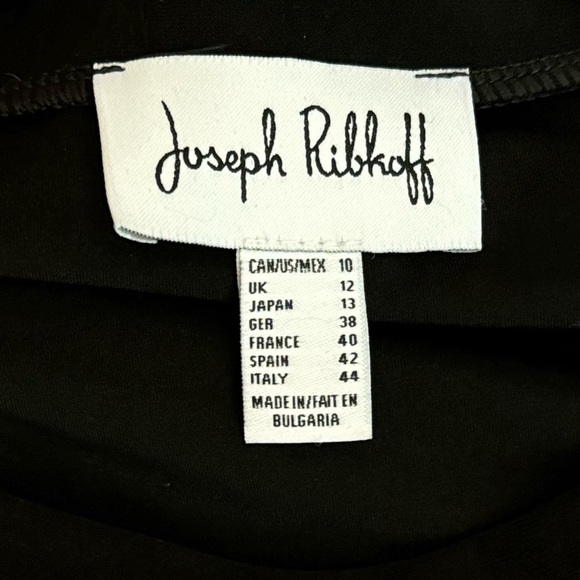 Joseph Ribkoff
CAN/US/MEX 10
UK 12
JAPAN 13
GER 38
FRANCE 40
SPAIN 42
ITALY 44
MADE IN/FAIT EN
BULGARIA